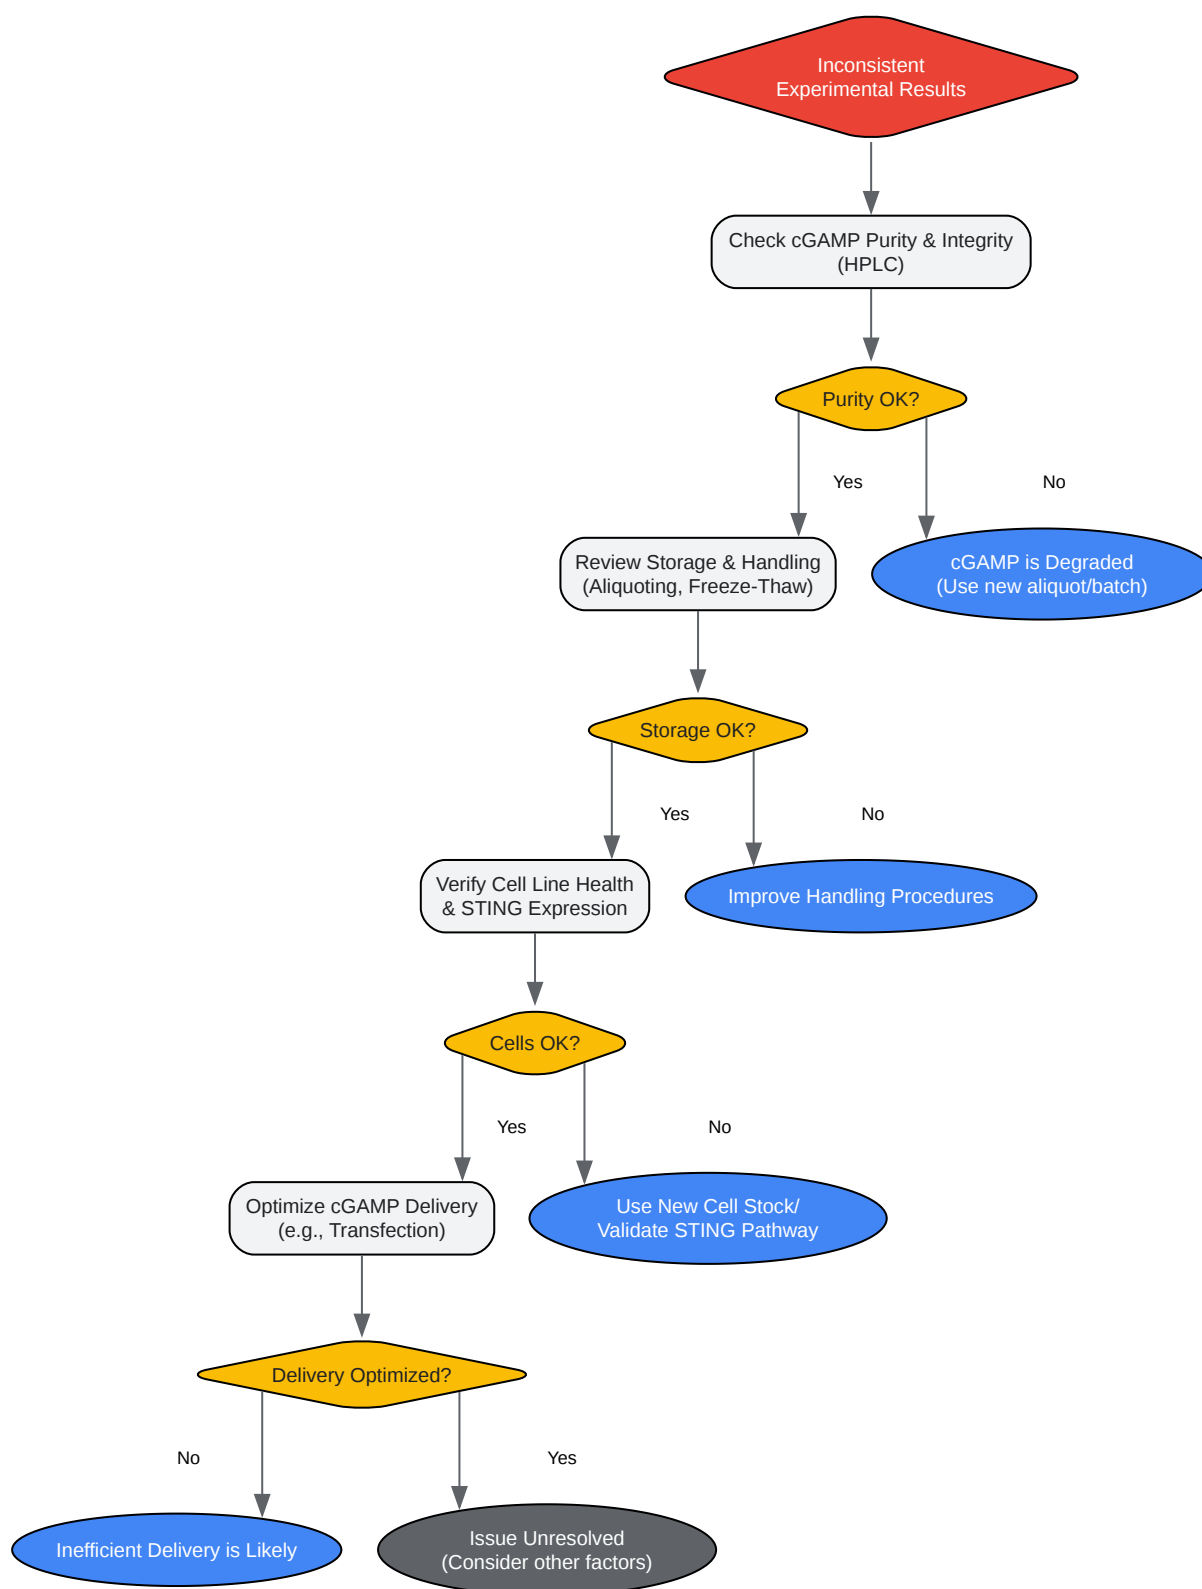 Inconsistent
Experimental Results
Check cGAMP Purity & Integrity
(HPLC)
Purity OK?
Yes
No
Review Storage & Handling
(Aliquoting, Freeze-Thaw)
cGAMP is Degraded
(Use new aliquot/batch)
Storage OK?
Yes
No
Verify Cell Line Health
& STING Expression
Improve Handling Procedures
Cells OK?
Yes
No
Optimize cGAMP Delivery
(e.g., Transfection)
Use New Cell Stock/
Validate STING Pathway
Delivery Optimized?
No
Yes
Inefficient Delivery is Likely
Issue Unresolved
(Consider other factors)